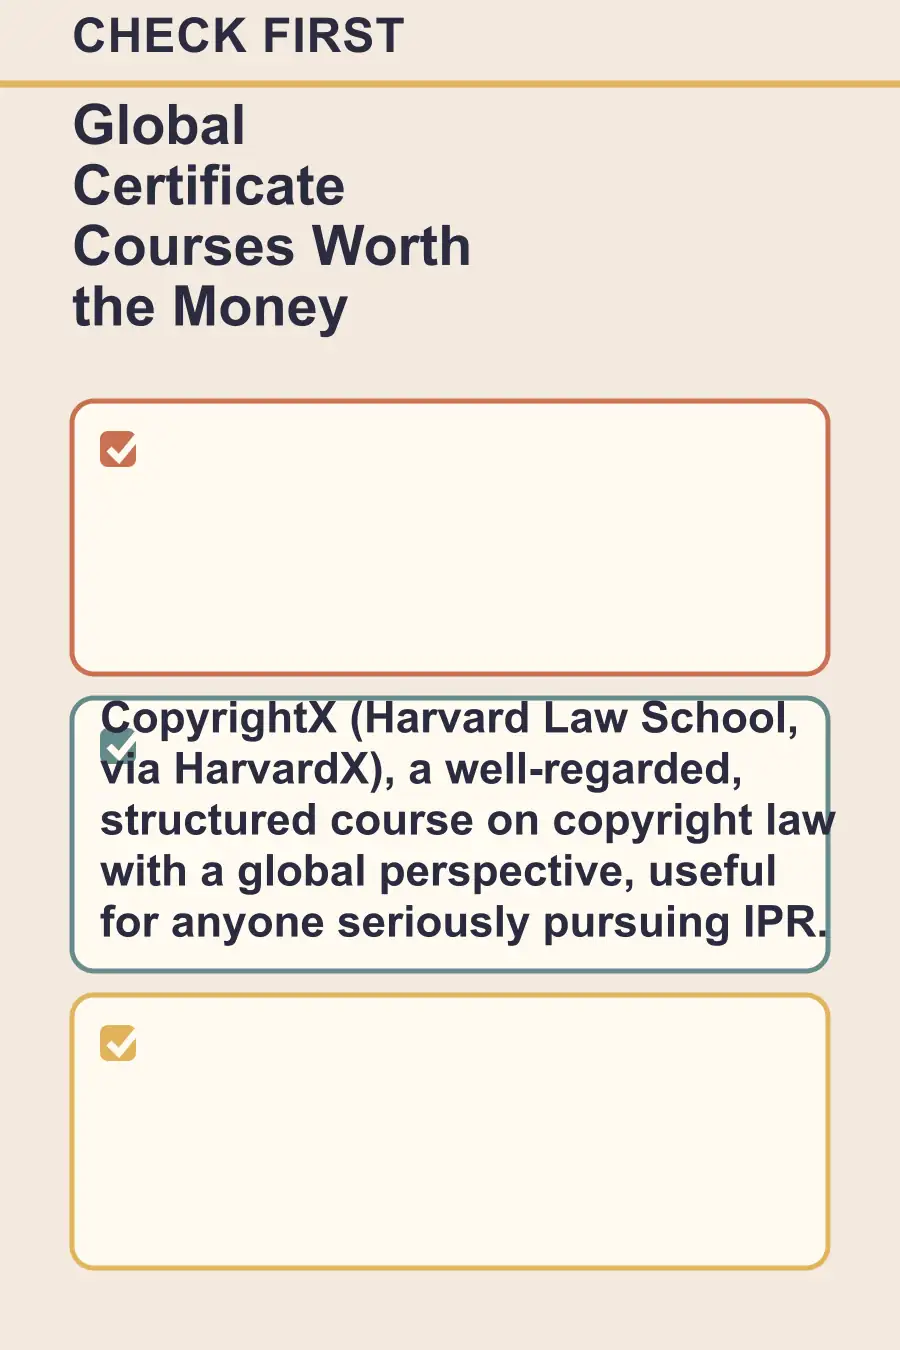 CHECK FIRST
Global
Certificate
Courses Worth
the Money
CopyrightX (Harvard Law School,
via HarvardX), a well-regarded,
structured course on copyright law
with a global perspective, useful
for anyone seriously pursuing IPR.